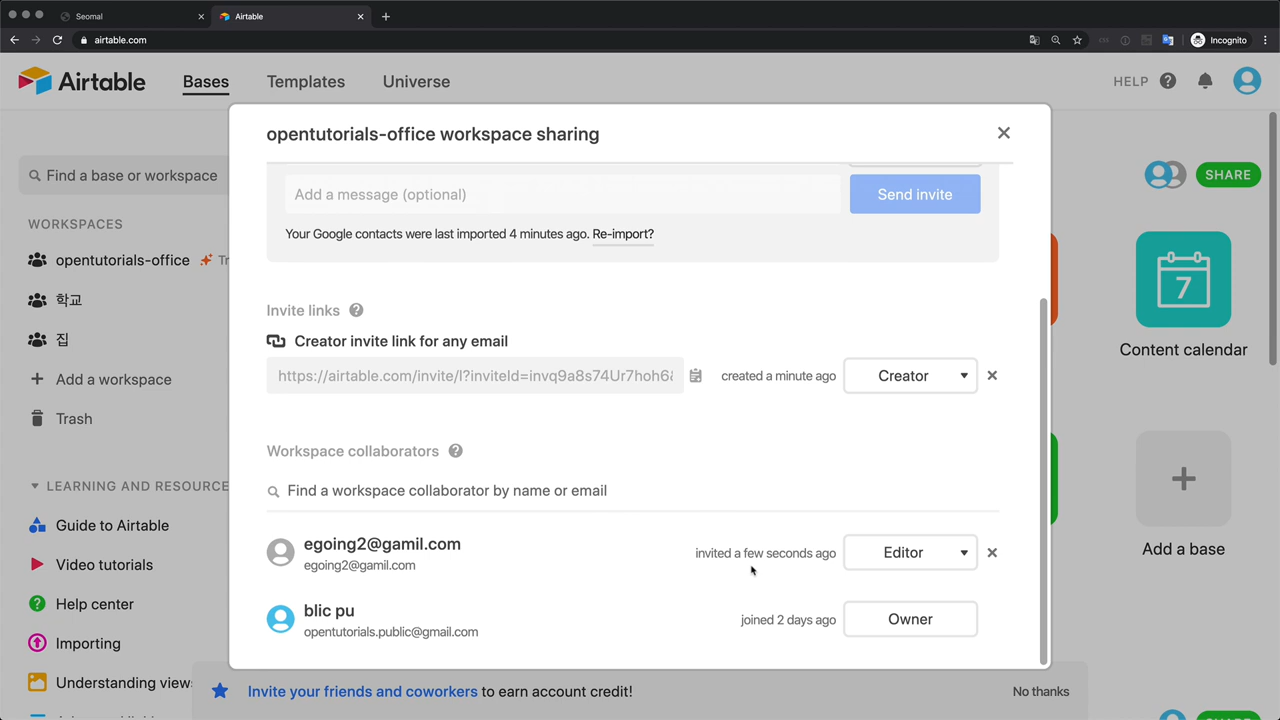 Seomal
Airtable
airtable.com
Incognito
Airtable
Bases
Templates
Universe
HELP
opentutorials-office workspace sharing
Find a base or workspace
SHARE
WORKSPACES
opentutorials-office
학교
집
Add a workspace
Trash
LEARNING AND RESOURCE
Guide to Airtable
Video tutorials
Help center
Importing
Understanding view
Add a message (optional)
Send invite
Your Google contacts were last imported 4 minutes ago. Re-import?
Invite links
Creator invite link for any email
https://airtable.com/invite/l?inviteId=invq9a8s74Ur7hoh6
created a minute ago
Creator
Workspace collaborators
Find a workspace collaborator by name or email
egoing2@gamil.com
egoing2@gamil.com
invited a few seconds ago
Editor
blic pu
opentutorials.public@gmail.com
joined 2 days ago
Owner
7
Content calendar
Add a base
Invite your friends and coworkers to earn account credit!
No thanks